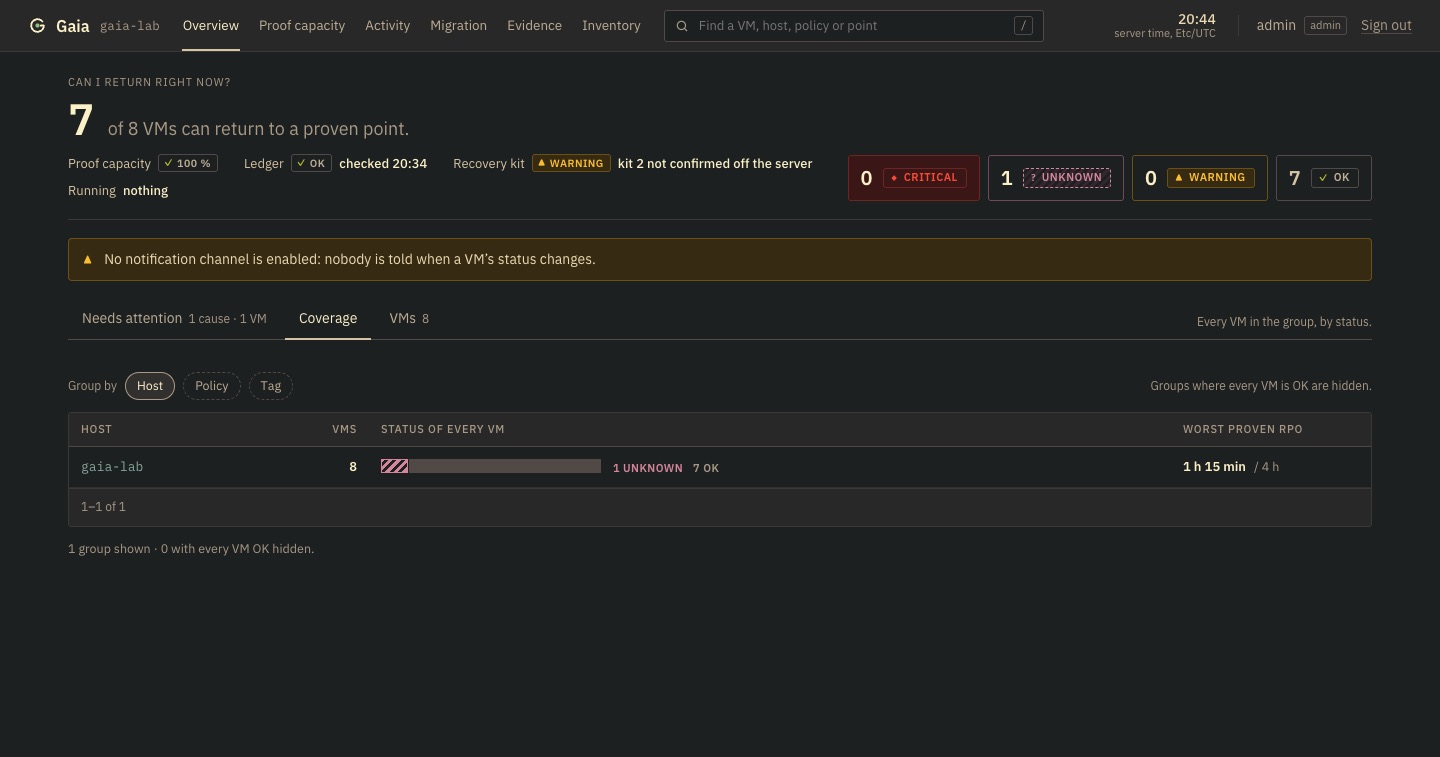 Gaia gaia-lab Overview Proof capacity Activity Migration Evidence Inventory Find a VM, host, policy or point / 20:44 admin admin Sign out
server time, Etc/UTC
CAN I RETURN RIGHT NOW?
7 of 8 VMs can return to a proven point.
Proof capacity ✓ 100 % Ledger ✓ OK checked 20:34 Recovery kit ▲ WARNING kit 2 not confirmed off the server
Running nothing
0 ◆ CRITICAL 1 ? UNKNOWN 0 ▲ WARNING 7 ✓ OK
▲ No notification channel is enabled: nobody is told when a VM’s status changes.
Needs attention 1 cause · 1 VM Coverage VMs 8 Every VM in the group, by status.
Group by Host Policy Tag Groups where every VM is OK are hidden.
HOST VMS STATUS OF EVERY VM WORST PROVEN RPO
gaia-lab 8 1 UNKNOWN 7 OK 1 h 15 min / 4 h
1–1 of 1
1 group shown · 0 with every VM OK hidden.